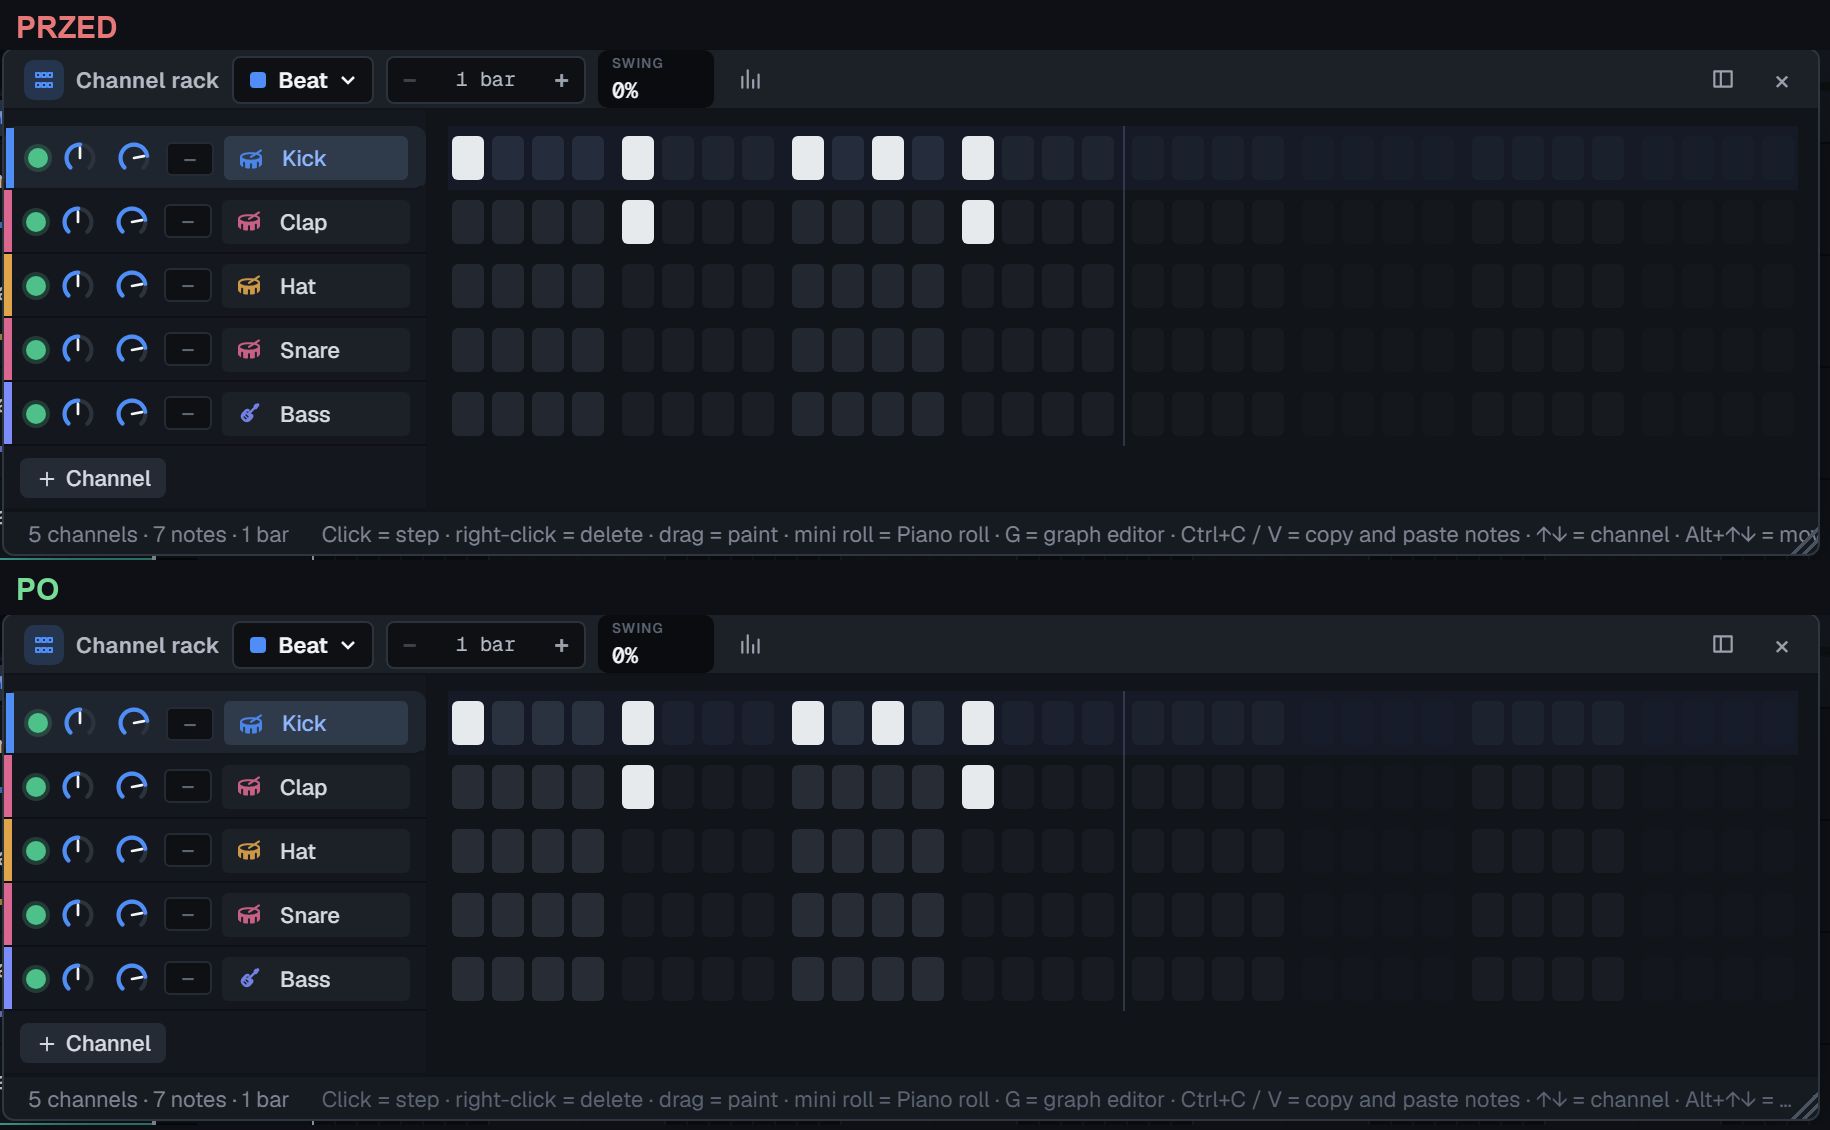 PRZED
Channel rack Beat − 1 bar + SWING 0% ×
– Kick
– Clap
– Hat
– Snare
– Bass
+ Channel
5 channels · 7 notes · 1 bar Click = step · right-click = delete · drag = paint · mini roll = Piano roll · G = graph editor · Ctrl+C / V = copy and paste notes · ↑↓ = channel · Alt+↑↓ = mo
PO
Channel rack Beat − 1 bar + SWING 0% ×
– Kick
– Clap
– Hat
– Snare
– Bass
+ Channel
5 channels · 7 notes · 1 bar Click = step · right-click = delete · drag = paint · mini roll = Piano roll · G = graph editor · Ctrl+C / V = copy and paste notes · ↑↓ = channel · Alt+↑↓ = ...